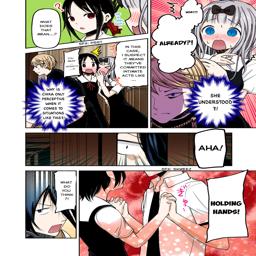 WHAT?!
ALREADY?!
WHAT
DOES
THAT
MEAN...?
IN THIS
CASE,
I SUSPECT
IT MEANS
THEY'VE
COMMITTED
INTIMATE
ACTS LIKE
...
SHE
UNDERSTOOD
?!
WHY IS
CHIKA ONLY
PERCEPTIVE
WHEN IT
COMES TO
SITUATIONS
LIKE THIS?!
AHA!
HOLDING
HANDS!
WHAT
DO YOU
THINK
?!